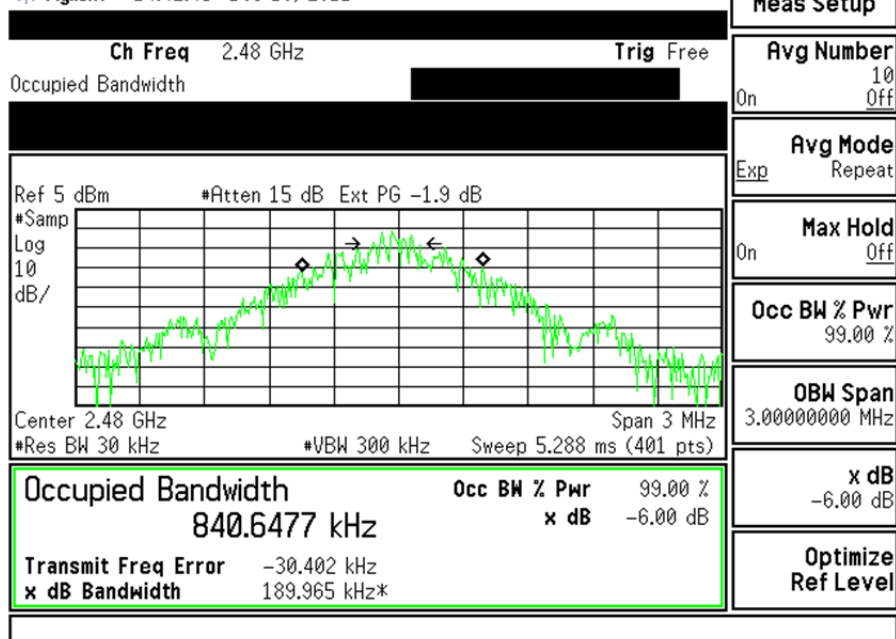 Meas Setup
Ch Freq 2.48 GHz Trig Free
Occupied Bandwidth
Avg Number
10
On Off
Avg Mode
Exp Repeat
Max Hold
On Off
Occ BW % Pwr
99.00 %
OBW Span
3.00000000 MHz
x dB
-6.00 dB
Optimize
Ref Level
Ref 5 dBm #Atten 15 dB Ext PG -1.9 dB
#Samp
Log
10
dB/
Center 2.48 GHz Span 3 MHz
#Res BW 30 kHz #VBW 300 kHz Sweep 5.288 ms (401 pts)
Occupied Bandwidth Occ BW % Pwr 99.00 %
840.6477 kHz x dB -6.00 dB
Transmit Freq Error -30.402 kHz
x dB Bandwidth 189.965 kHz*